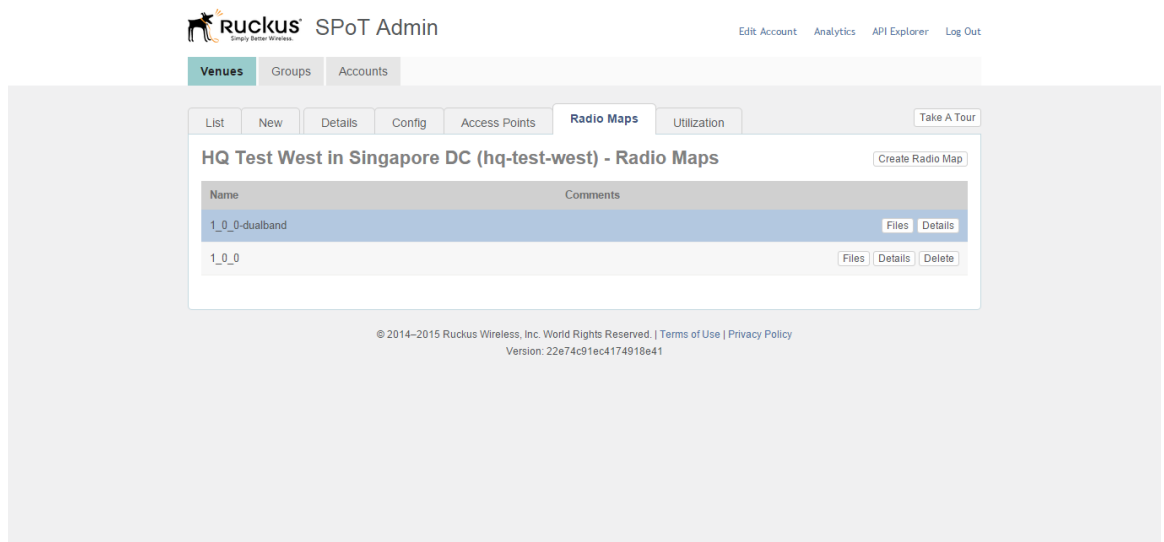 Ruckus SPoT Admin
Simply Better Wireless.
Edit Account Analytics API Explorer Log Out
Venues Groups Accounts
List New Details Config Access Points Radio Maps Utilization Take A Tour
HQ Test West in Singapore DC (hq-test-west) - Radio Maps Create Radio Map
Name Comments
1_0_0-dualband Files Details
1_0_0 Files Details Delete
© 2014–2015 Ruckus Wireless, Inc. World Rights Reserved. | Terms of Use | Privacy Policy
Version: 22e74c91ec4174918e41